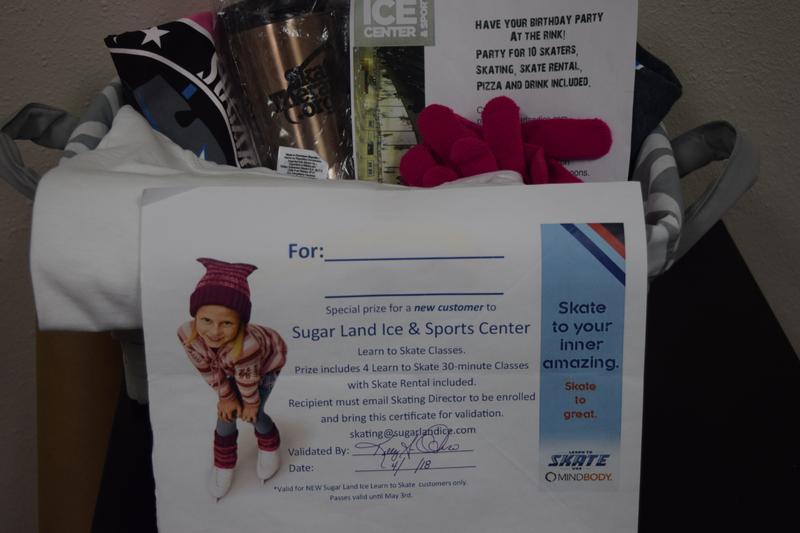 ICE
CENTER
& SPORT
HAVE YOUR BIRTHDAY PARTY
AT THE RINK!
PARTY FOR 10 SKATERS,
SKATING, SKATE RENTAL,
PIZZA AND DRINK INCLUDED.
For:
Special prize for a new customer to
Sugar Land Ice & Sports Center
Learn to Skate Classes.
Prize includes 4 Learn to Skate 30-minute Classes
with Skate Rental included.
Recipient must email Skating Director to be enrolled
and bring this certificate for validation.
skating@sugarlandice.com
Validated By:
Date: 4/ /18
*Valid for NEW Sugar Land Ice Learn to Skate customers only.
Passes valid until May 3rd.
Skate
to your
inner
amazing.
Skate
to
great.
LEARN TO
SKATE
USA
MINDBODY.